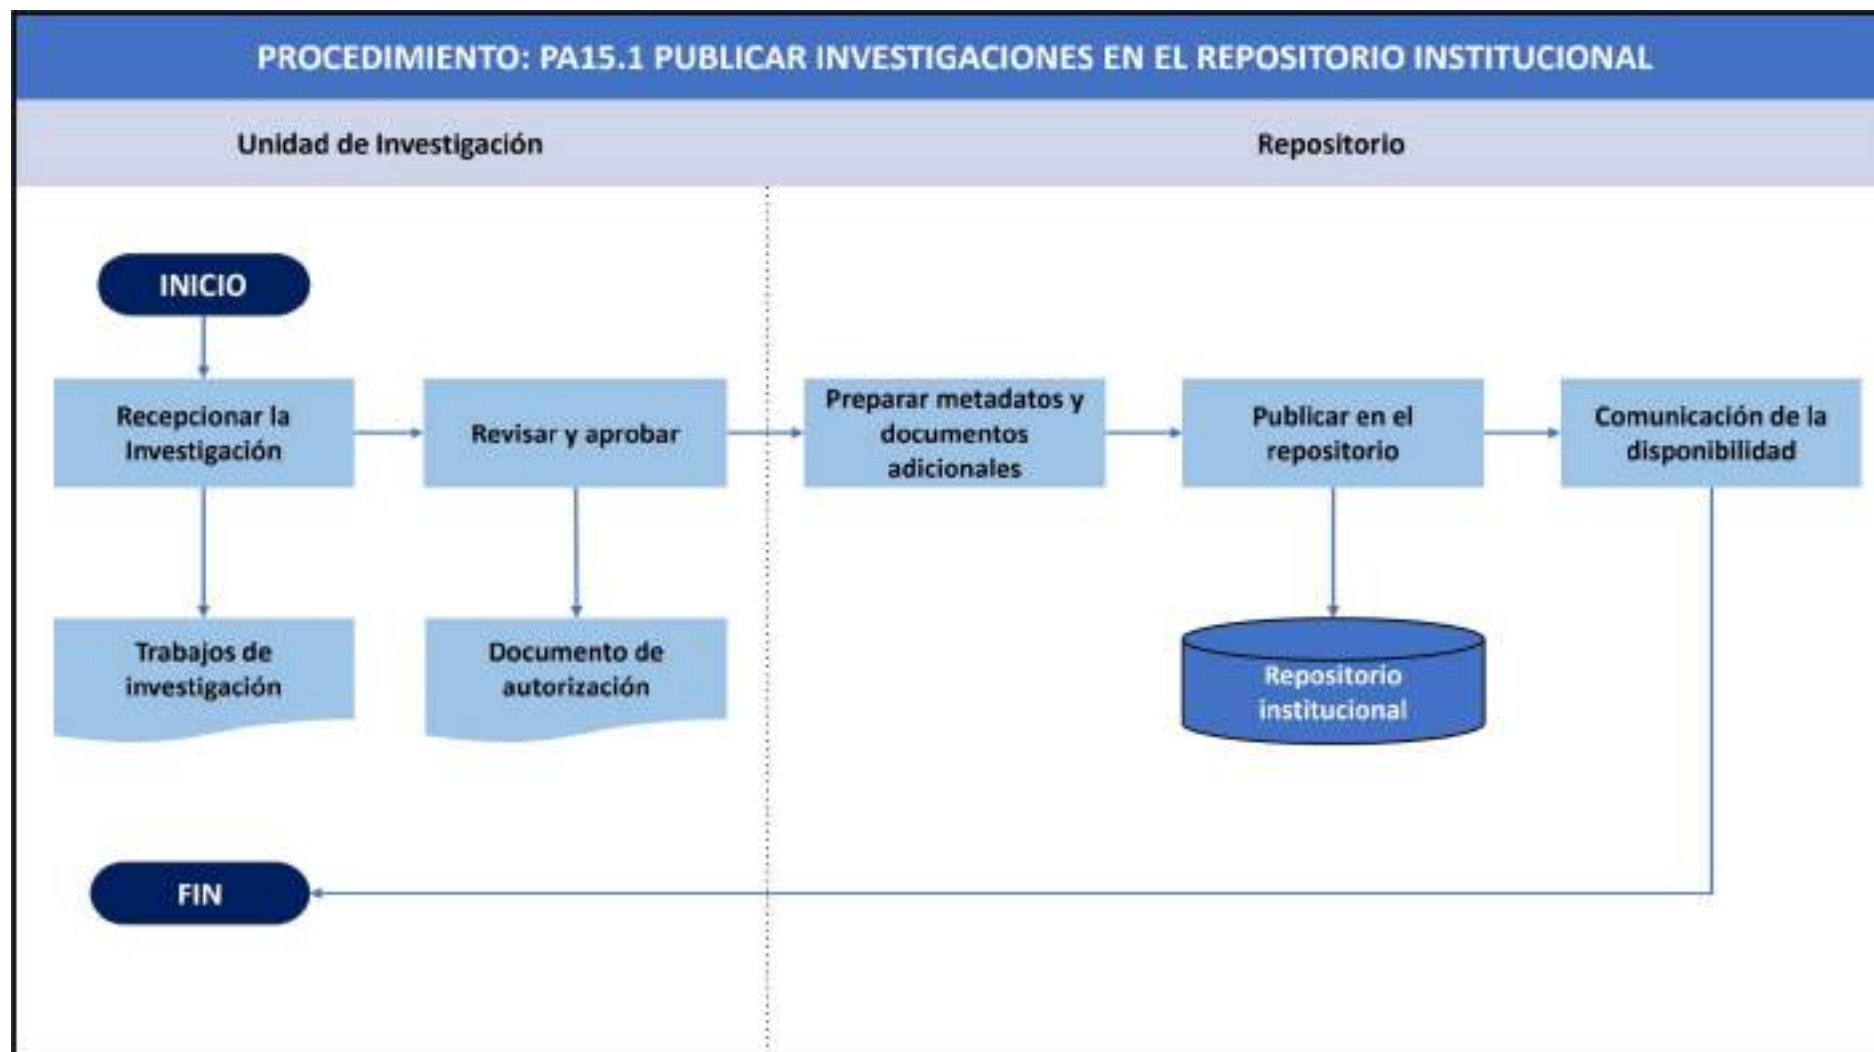 PROCEDIMIENTO: PA15.1 PUBLICAR INVESTIGACIONES EN EL REPOSITORIO INSTITUCIONAL
Unidad de Investigación
Repositorio
INICIO
Recepcionar la
Investigación
Revisar y aprobar
Preparar metadatos y
documentos
adicionales
Publicar en el
repositorio
Comunicación de la
disponibilidad
Trabajos de
investigación
Documento de
autorización
Repositorio
institucional
FIN